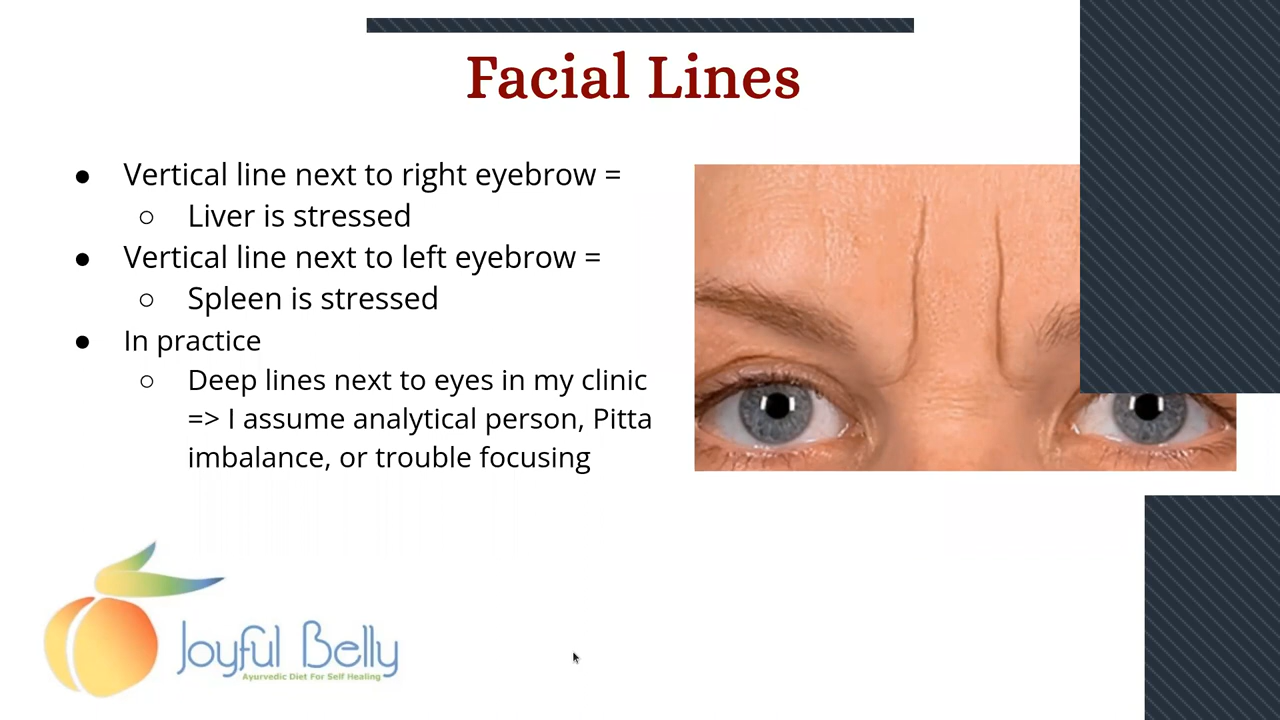 Facial Lines
● Vertical line next to right eyebrow =
○ Liver is stressed
● Vertical line next to left eyebrow =
○ Spleen is stressed
● In practice
○ Deep lines next to eyes in my clinic
=> I assume analytical person, Pitta
imbalance, or trouble focusing
Joyful Belly
Ayurvedic Diet For Self Healing